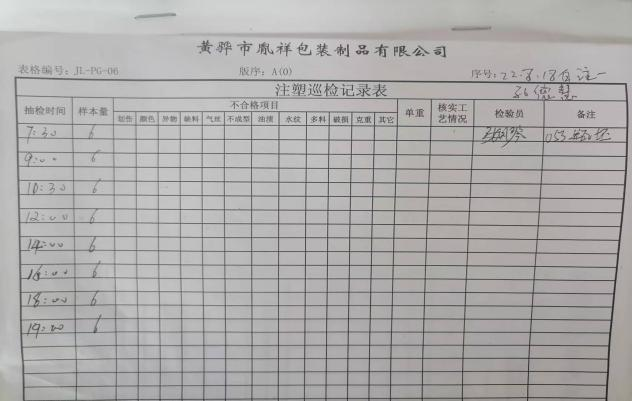 黄骅市胤祥包装制品有限公司
表格编号：JL-PG-06 版序：A(0) 序号：22.8.18白注一
注塑巡检记录表
抽检时间 样本量 不合格项目 单重 核实工艺情况 检验员 备注
划伤 颜色 异物 缺料 气丝 不成型 油渍 水纹 多料 破损 克重 其它
7:30 6
9:00 6
10:30 6
12:00 6
14:00 6
16:00 6
18:00 6
19:00 6